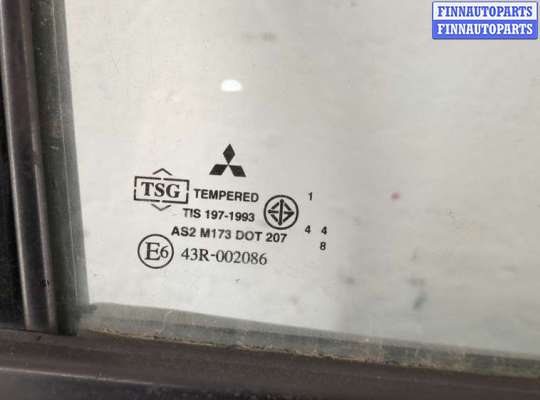 FINNAUTOPARTS
FINNAUTOPARTS
TSG TEMPERED
TIS 197-1993
AS2 M173 DOT 207
E6 43R-002086
1
4 4
8